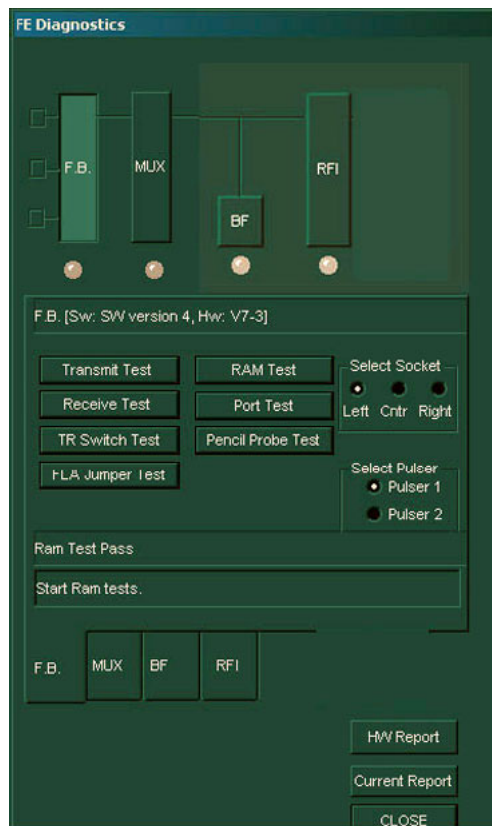 FE Diagnostics
F.B.
MUX
RFI
BF
F.B. [Sw: SW version 4, Hw: V7-3]
Transmit Test
RAM Test
Receive Test
Port Test
TR Switch Test
Pencil Probe Test
FLA Jumper Test
Select Socket
Left Cntr Right
Select Pulser
Pulser 1
Pulser 2
Ram Test Pass
Start Ram tests.
F.B.
MUX
BF
RFI
HW Report
Current Report
CLOSE